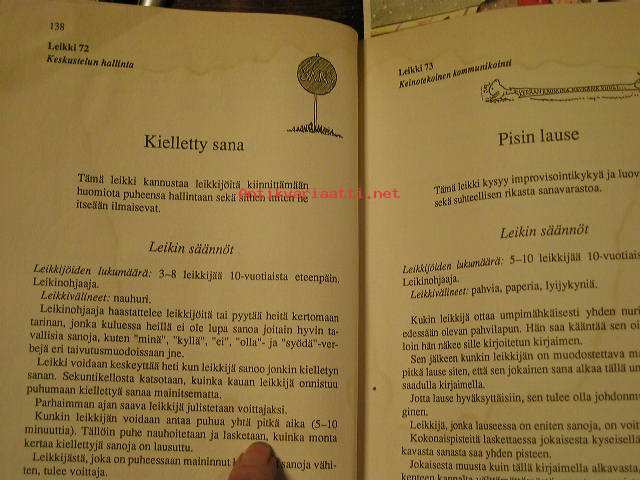 138
Leikki 72
Keskustelun hallinta
Kielletty sana
Tämä leikki kannustaa leikkijöitä kiinnittämään
huomiota puheensa hallintaan sekä siihen miten he
itseään ilmaisevat.
Leikin säännöt
Leikkijöiden lukumäärä: 3–8 leikkijää 10-vuotiaista eteenpäin.
Leikinohjaaja.
Leikkivälineet: nauhuri.
Leikinohjaaja haastattelee leikkijöitä tai pyytää heitä kertomaan
tarinan, jonka kuluessa heillä ei ole lupa sanoa joitain hyvin ta-
vallisia sanoja, kuten "minä", "kyllä", "ei", "olla"- ja "syödä"-ver-
bejä eri taivutusmuodoissaan jne.
Leikki voidaan keskeyttää heti kun leikkijä sanoo jonkin kielletyn
sanan. Sekuntikellosta katsotaan, kuinka kauan leikkijä onnistuu
puhumaan kiellettyä sanaa mainitsematta.
Parhaimman ajan saava leikkijä julistetaan voittajaksi.
Kunkin leikkijän voidaan antaa puhua yhtä pitkä aika (5–10
minuuttia). Tällöin puhe nauhoitetaan ja lasketaan, kuinka monta
kertaa kiellettyjä sanoja on lausuttu.
Leikkijästä, joka on puheessaan maininnut sanoja vähi-
ten, tulee voittaja.
Leikki 73
Keinotekoinen kommunikointi
Pisin lause
Tämä leikki kysyy improvisointikykyä ja luov
sekä suhteellisen rikasta sanavarastoa.
Leikin säännöt
Leikkijöiden lukumäärä: 5–10 leikkijää 10-vuotiais
Leikinohjaaja.
Leikkivälineet: pahvia, paperia, lyijykyniä.
Kukin leikkijä ottaa umpimähkäisesti yhden nuri
edessään olevan pahvilapun. Hän saa kääntää sen oi
loin hän näkee sille kirjoitetun kirjaimen.
Sen jälkeen kunkin leikkijän on muodostettava m
pitkä lause siten, että sen jokainen sana alkaa tällä un
saadulla kirjaimella.
Jotta lause hyväksyttäisiin, sen tulee olla johdonmu
ginen.
Leikkijä, jonka lauseessa on eniten sanoja, on voitt
Kokonaispisteitä laskettaessa jokaisesta kyseisell
kavasta sanasta saa yhden pisteen.
Jokaisesta muusta kuin tällä kirjaimella alkavasta,
antikvariaatti.net